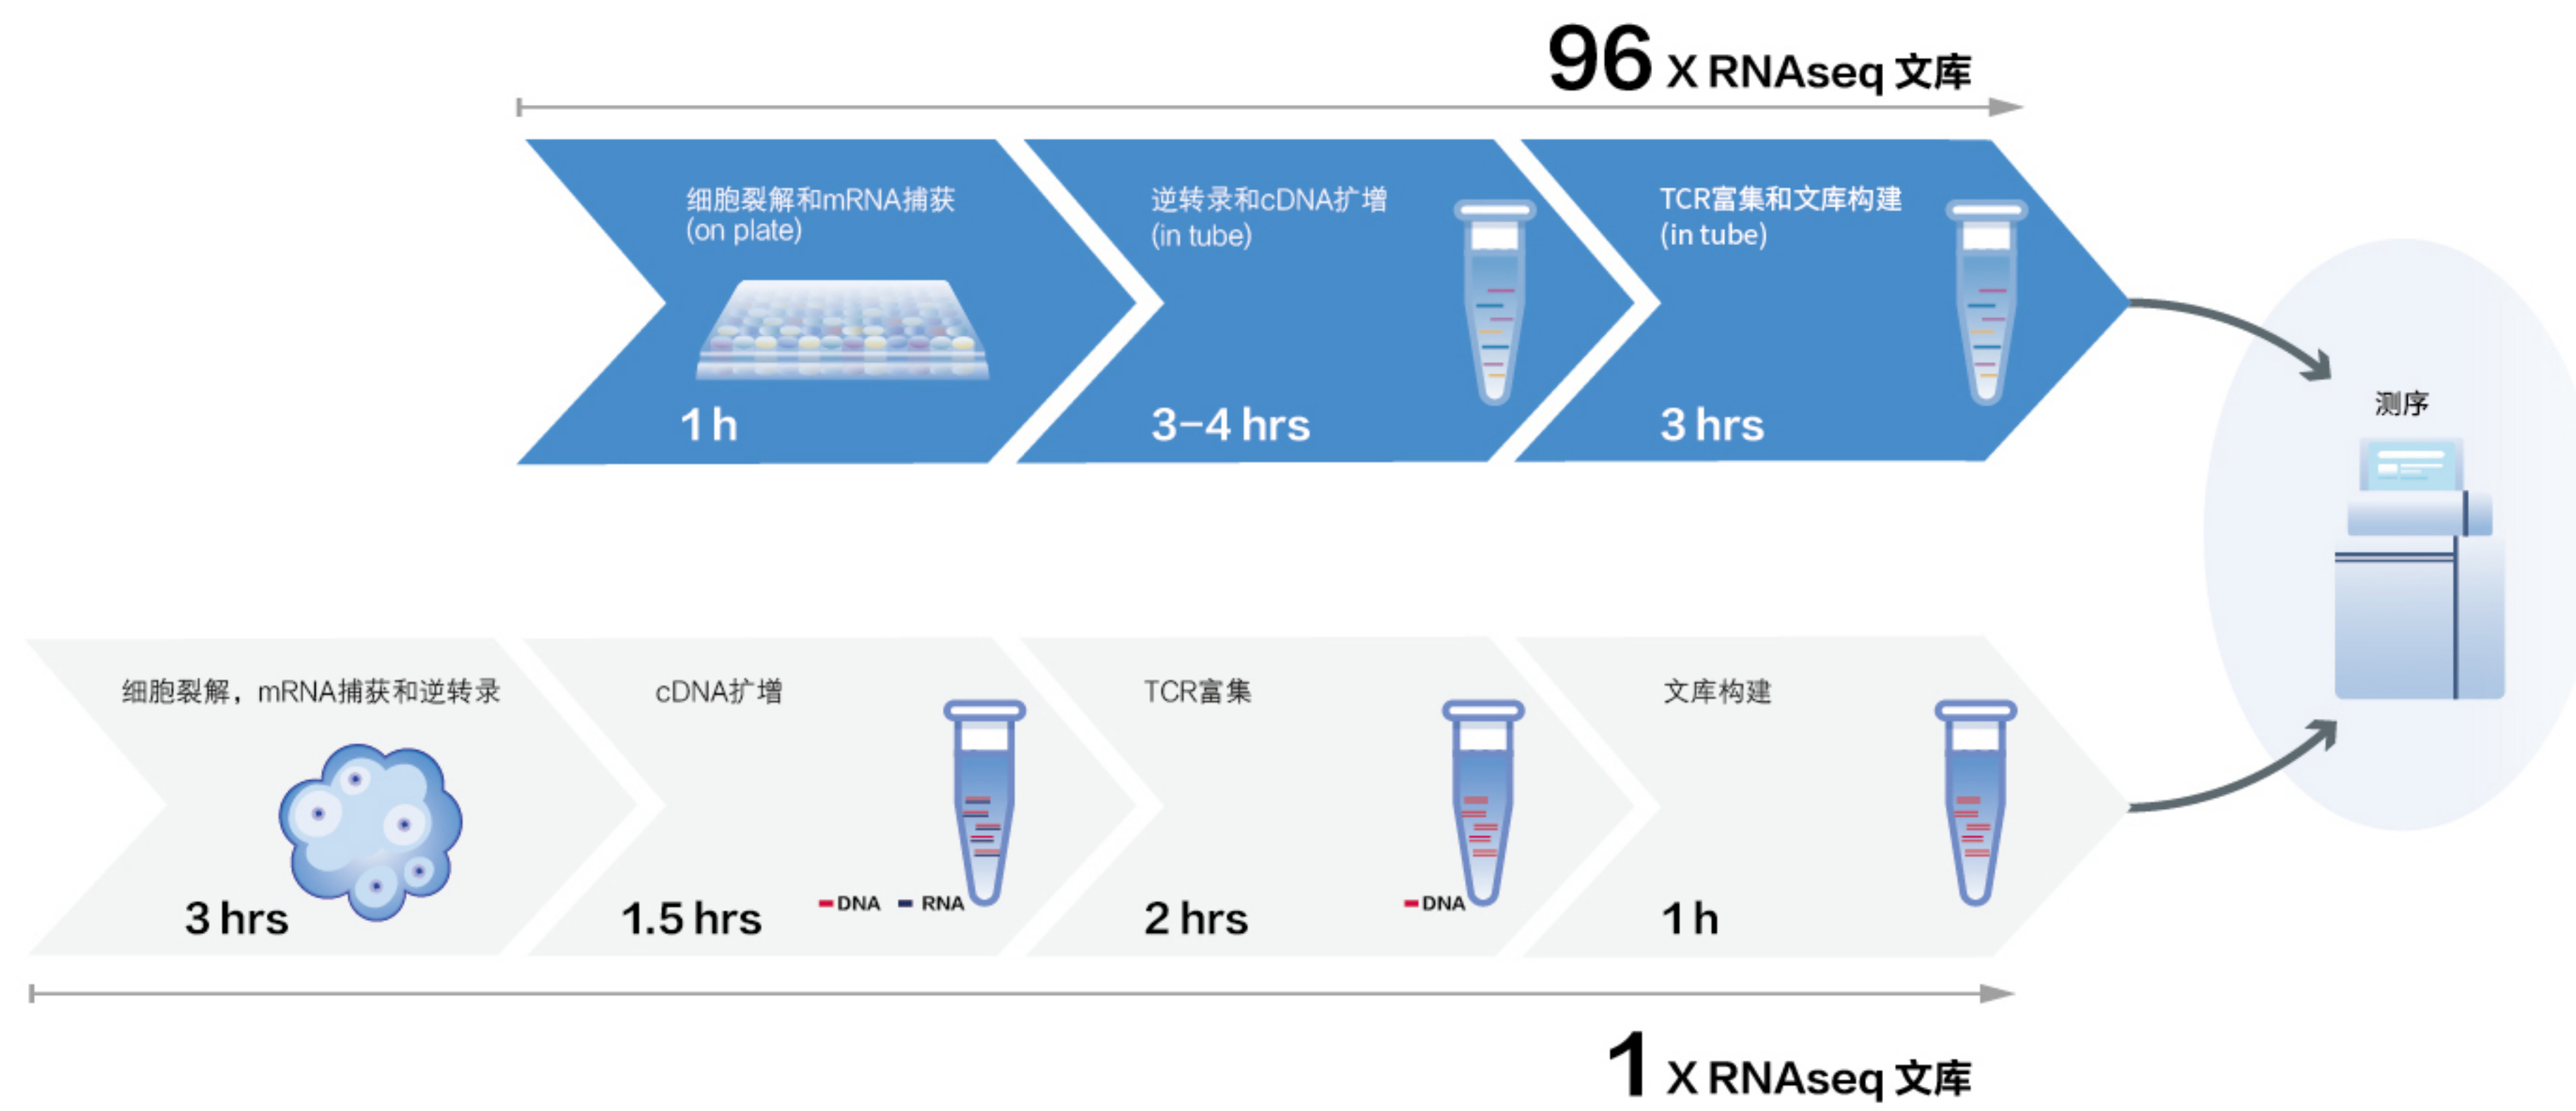 96 X RNAseq 文库
细胞裂解和mRNA捕获
(on plate)
1 h
逆转录和cDNA扩增
(in tube)
3–4 hrs
TCR富集和文库构建
(in tube)
3 hrs
测序
细胞裂解，mRNA捕获和逆转录
3 hrs
cDNA扩增
1.5 hrs
DNA RNA
TCR富集
2 hrs
DNA
文库构建
1 h
1 X RNAseq 文库